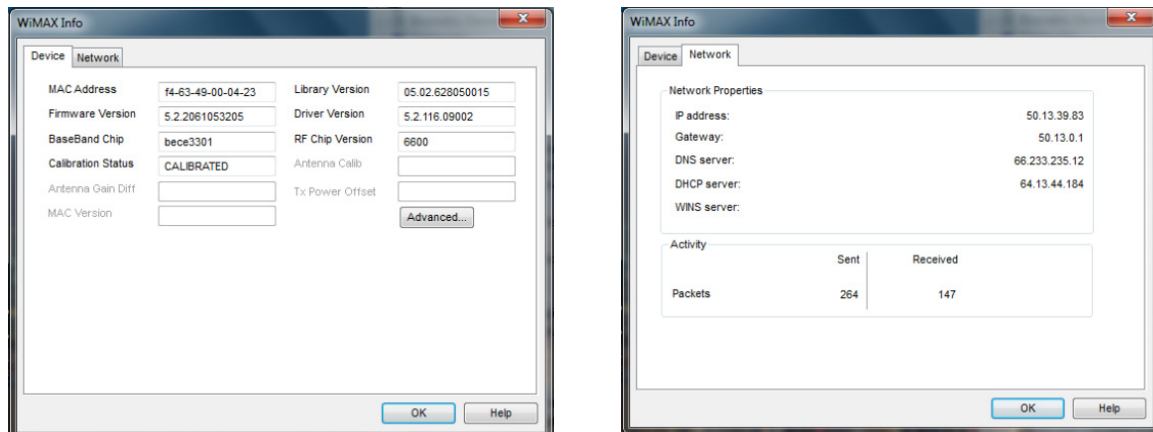 WiMAX Info
Device Network
MAC Address f4-63-49-00-04-23 Library Version 05.02.628050015
Firmware Version 5.2.2061053205 Driver Version 5.2.116.09002
BaseBand Chip bece3301 RF Chip Version 6600
Calibration Status CALIBRATED Antenna Calib
Antenna Gain Diff Tx Power Offset
MAC Version Advanced...
OK Help
WiMAX Info
Device Network
Network Properties
IP address: 50.13.39.83
Gateway: 50.13.0.1
DNS server: 66.233.235.12
DHCP server: 64.13.44.184
WINS server:
Activity
Sent Received
Packets 264 147
OK Help